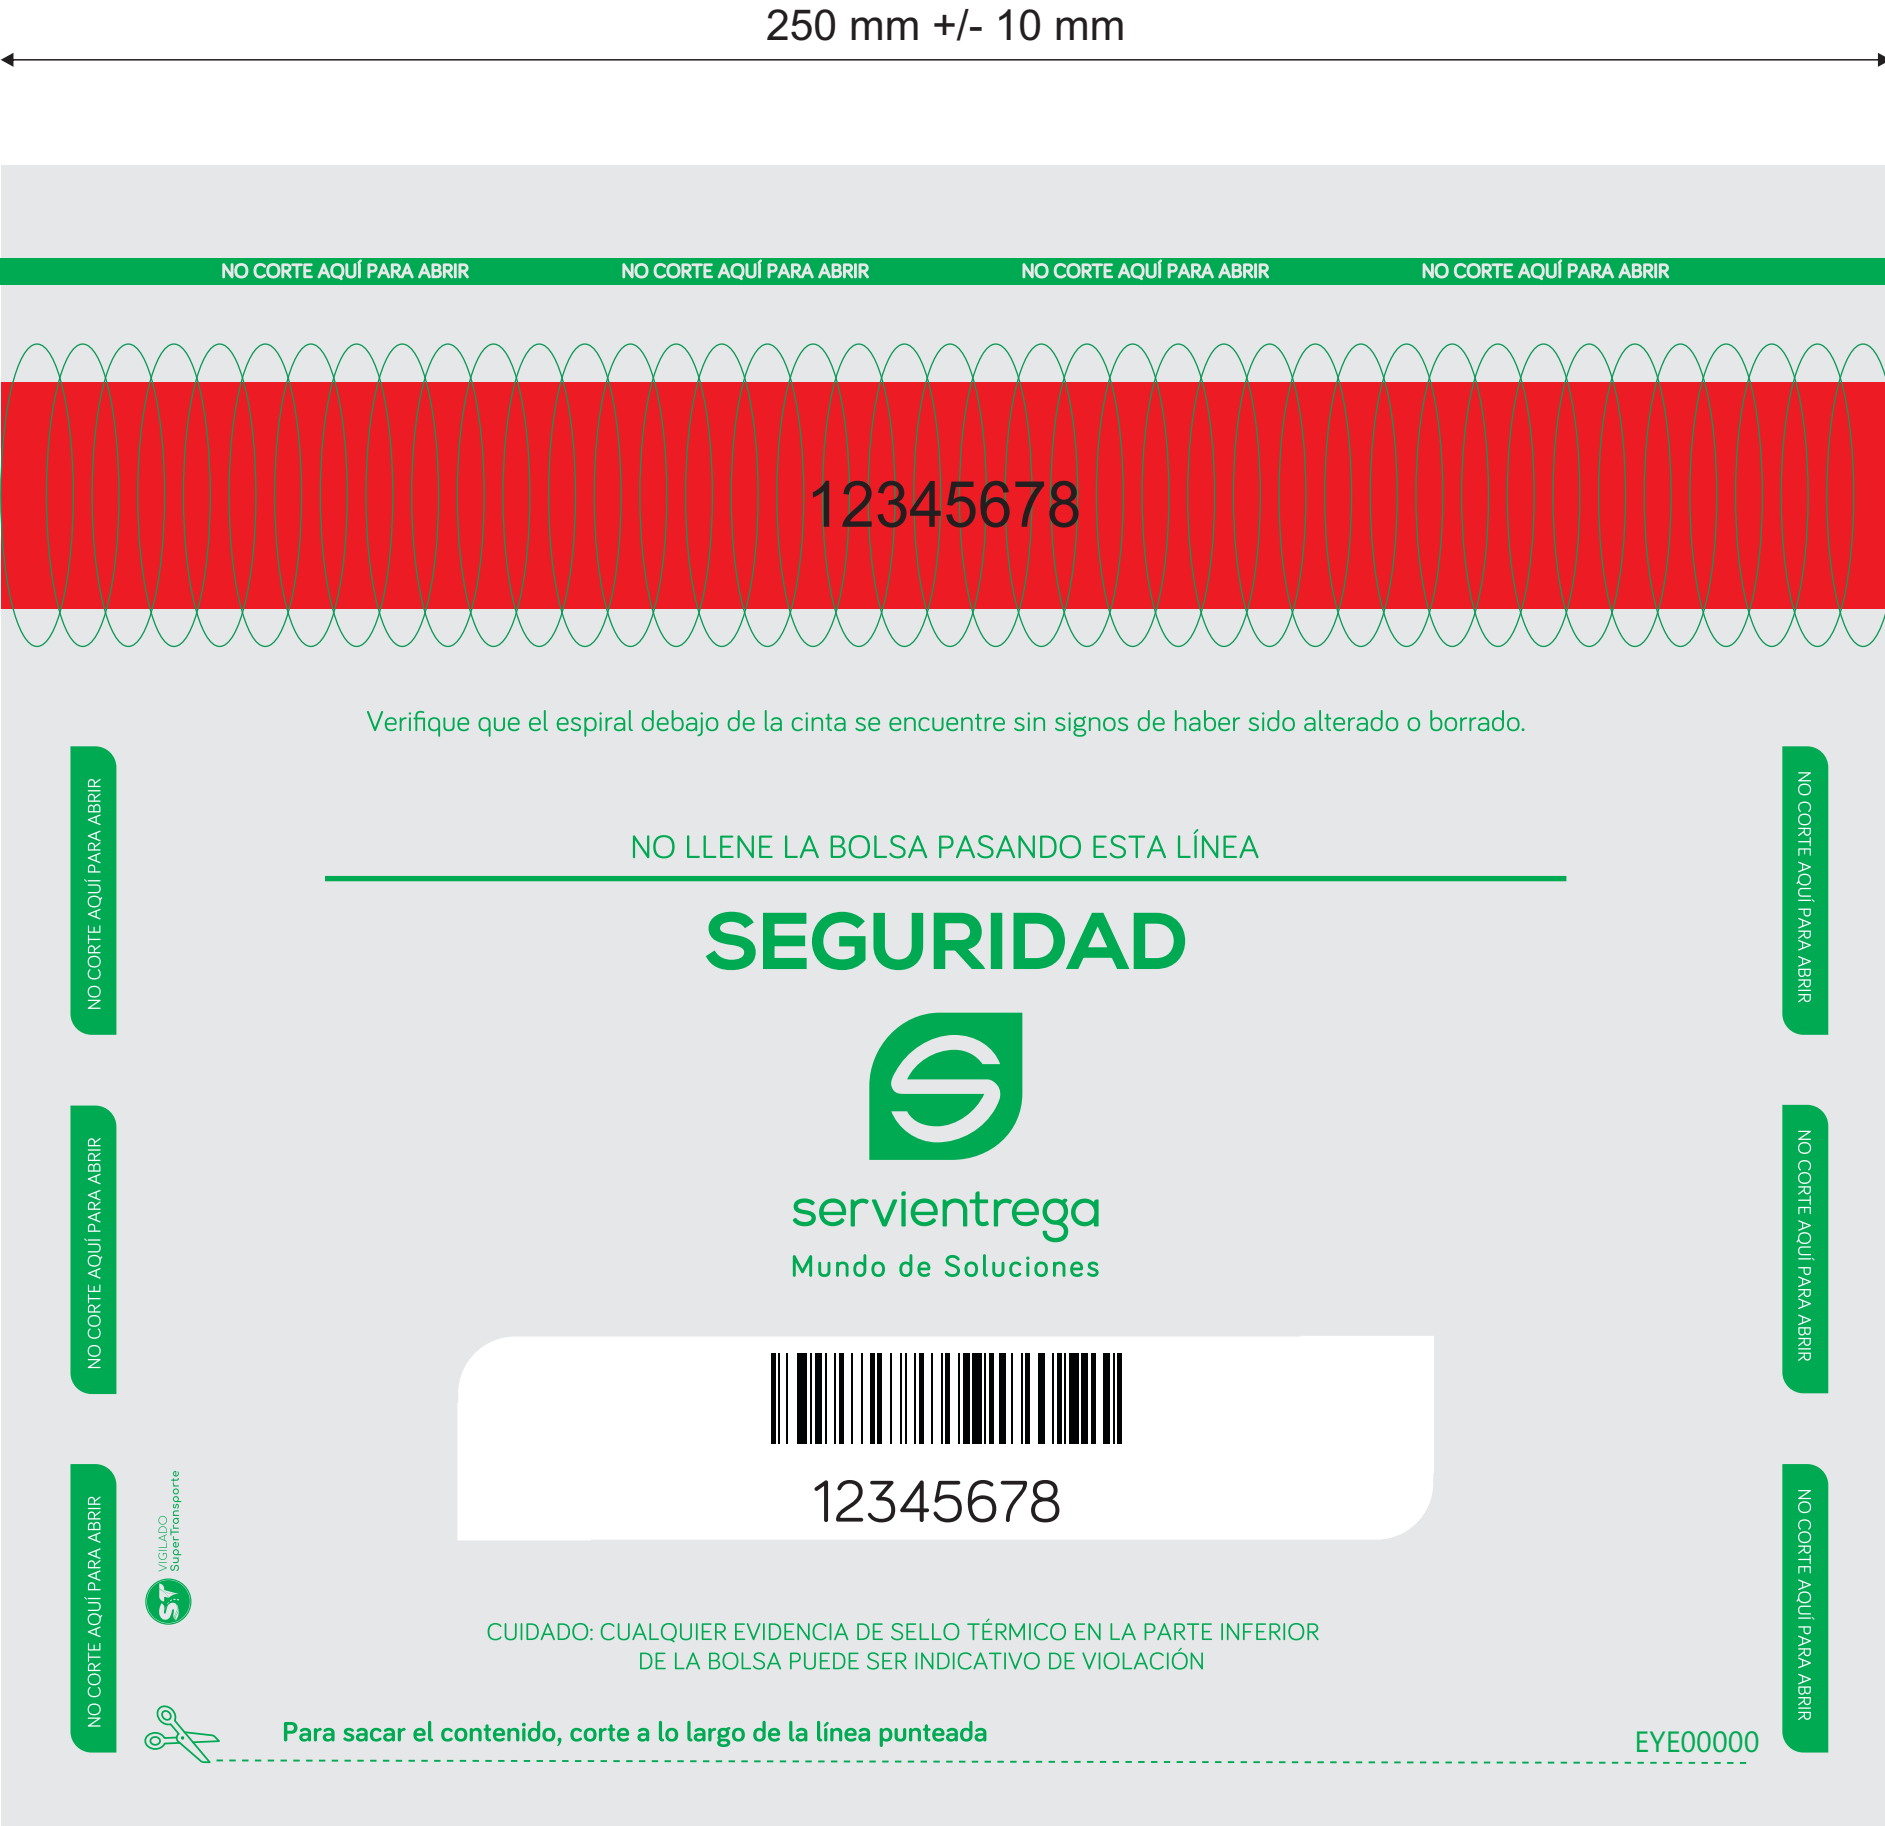 250 mm +/- 10 mm
NO CORTE AQUÍ PARA ABRIR NO CORTE AQUÍ PARA ABRIR NO CORTE AQUÍ PARA ABRIR NO CORTE AQUÍ PARA ABRIR
12345678
Verifique que el espiral debajo de la cinta se encuentre sin signos de haber sido alterado o borrado.
NO CORTE AQUÍ PARA ABRIR
NO CORTE AQUÍ PARA ABRIR
NO LLENE LA BOLSA PASANDO ESTA LÍNEA
SEGURIDAD
servientrega
Mundo de Soluciones
NO CORTE AQUÍ PARA ABRIR
NO CORTE AQUÍ PARA ABRIR
12345678
NO CORTE AQUÍ PARA ABRIR
NO CORTE AQUÍ PARA ABRIR
VIGILADO
SuperTransporte
ST
CUIDADO: CUALQUIER EVIDENCIA DE SELLO TÉRMICO EN LA PARTE INFERIOR
DE LA BOLSA PUEDE SER INDICATIVO DE VIOLACIÓN
Para sacar el contenido, corte a lo largo de la línea punteada
EYE00000